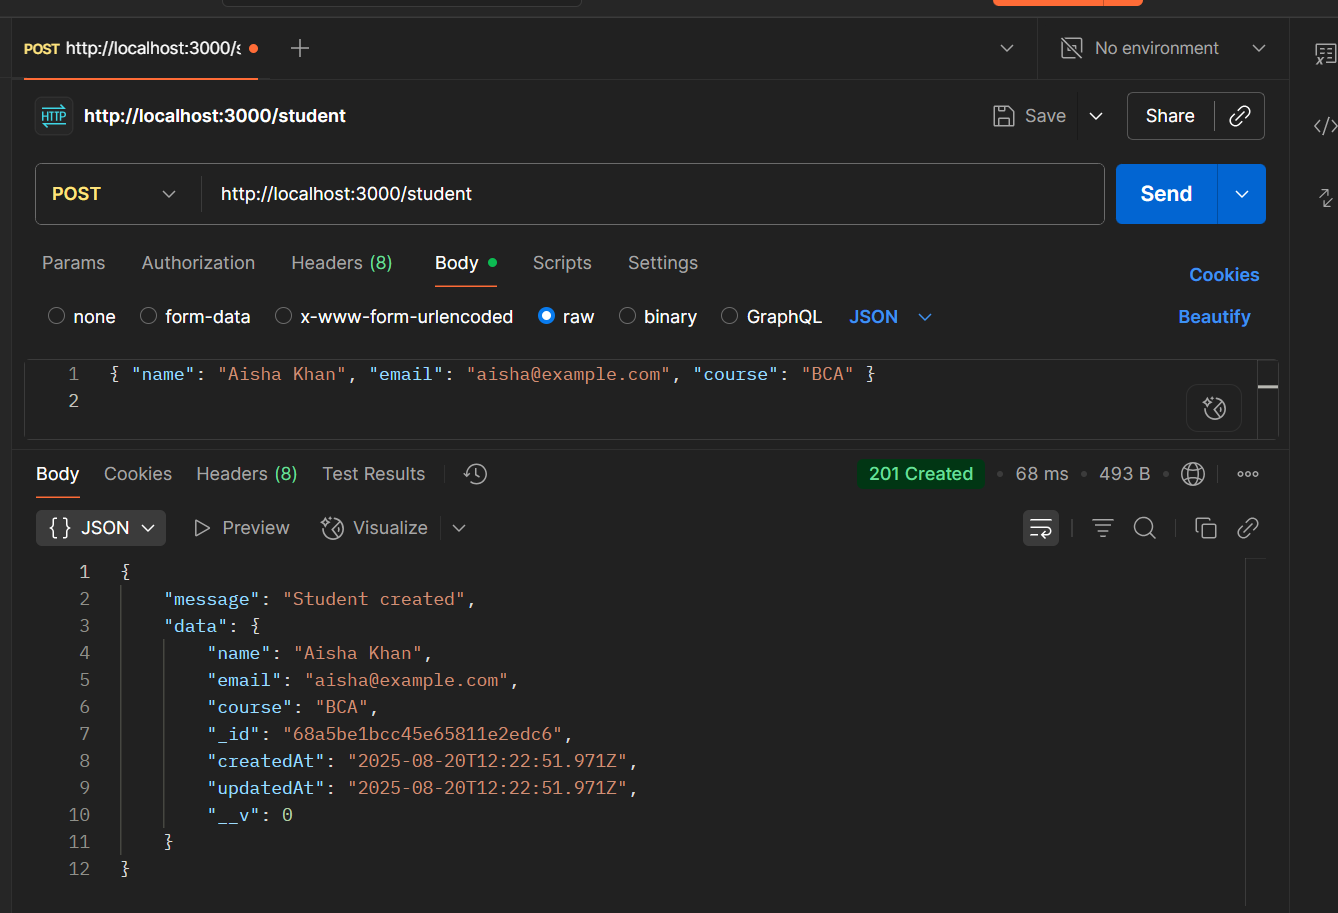 POST http://localhost:3000/s
No environment
HTTP http://localhost:3000/student
Save
Share
POST http://localhost:3000/student
Send
Params Authorization Headers (8) Body Scripts Settings
Cookies
none form-data x-www-form-urlencoded raw binary GraphQL JSON
Beautify
1 { "name": "Aisha Khan", "email": "aisha@example.com", "course": "BCA" }
2
Body Cookies Headers (8) Test Results
201 Created 68 ms 493 B
{} JSON Preview Visualize
1 {
2 "message": "Student created",
3 "data": {
4 "name": "Aisha Khan",
5 "email": "aisha@example.com",
6 "course": "BCA",
7 "_id": "68a5be1bcc45e65811e2edc6",
8 "createdAt": "2025-08-20T12:22:51.971Z",
9 "updatedAt": "2025-08-20T12:22:51.971Z",
10 "__v": 0
11 }
12 }